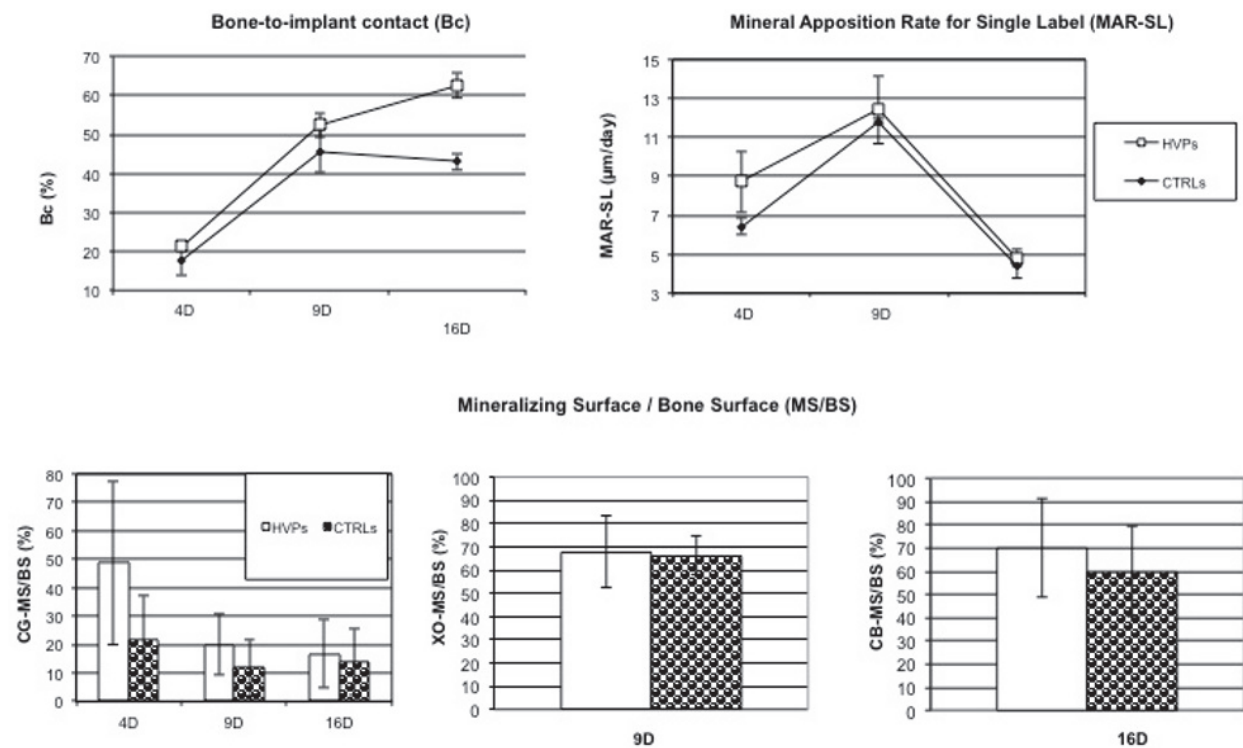 Bone-to-implant contact (Bc)
70
60
50
40
30
20
10
Bc (%)
4D
9D
16D
Mineral Apposition Rate for Single Label (MAR-SL)
15
13
11
9
7
5
3
MAR-SL (µm/day)
4D
9D
HVPs
CTRLs
Mineralizing Surface / Bone Surface (MS/BS)
80
70
60
50
40
30
20
10
0
CG-MS/BS (%)
HVPs CTRLs
4D
9D
16D
100
90
80
70
60
50
40
30
20
10
0
XO-MS/BS (%)
9D
100
90
80
70
60
50
40
30
20
10
0
CB-MS/BS (%)
16D